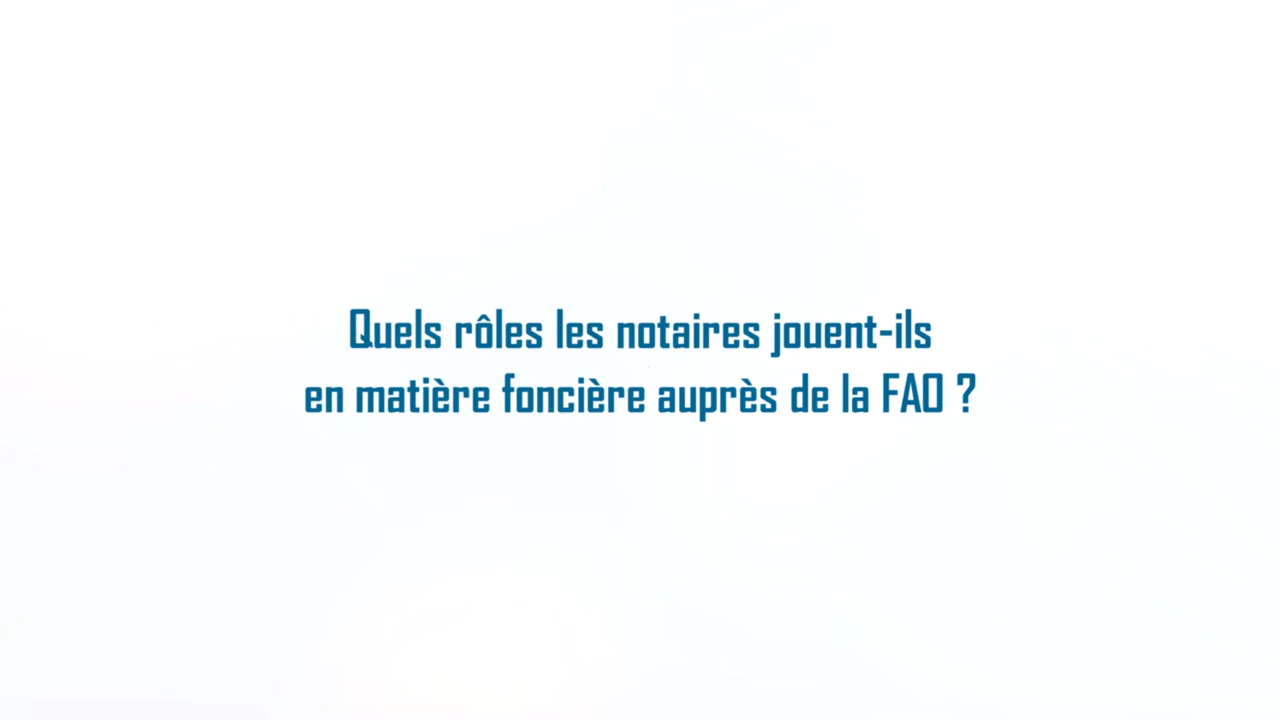 Quels rôles les notaires jouent-ils
en matière foncière auprès de la FAO ?